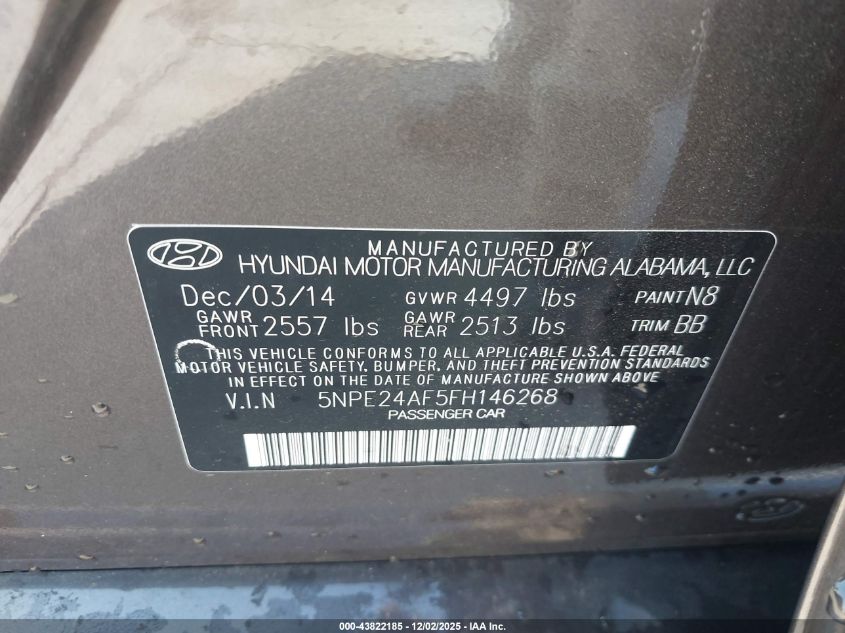 MANUFACTURED BY
HYUNDAI MOTOR MANUFACTURING ALABAMA, LLC
Dec/03/14 GVWR 4497 lbs PAINT N8
GAWR FRONT 2557 lbs GAWR REAR 2513 lbs TRIM BB
THIS VEHICLE CONFORMS TO ALL APPLICABLE U.S.A. FEDERAL
MOTOR VEHICLE SAFETY, BUMPER, AND THEFT PREVENTION STANDARDS
IN EFFECT ON THE DATE OF MANUFACTURE SHOWN ABOVE.
V.I.N 5NPE24AF5FH146268
PASSENGER CAR
000-43822185 - 12/02/2025 - IAA Inc.